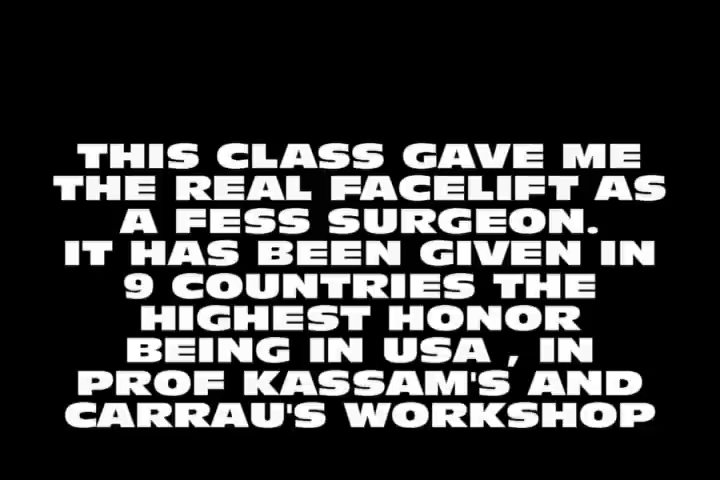 THIS CLASS GAVE ME
THE REAL FACELIFT AS
A FESS SURGEON.
IT HAS BEEN GIVEN IN
9 COUNTRIES THE
HIGHEST HONOR
BEING IN USA , IN
PROF KASSAM'S AND
CARRAU'S WORKSHOP